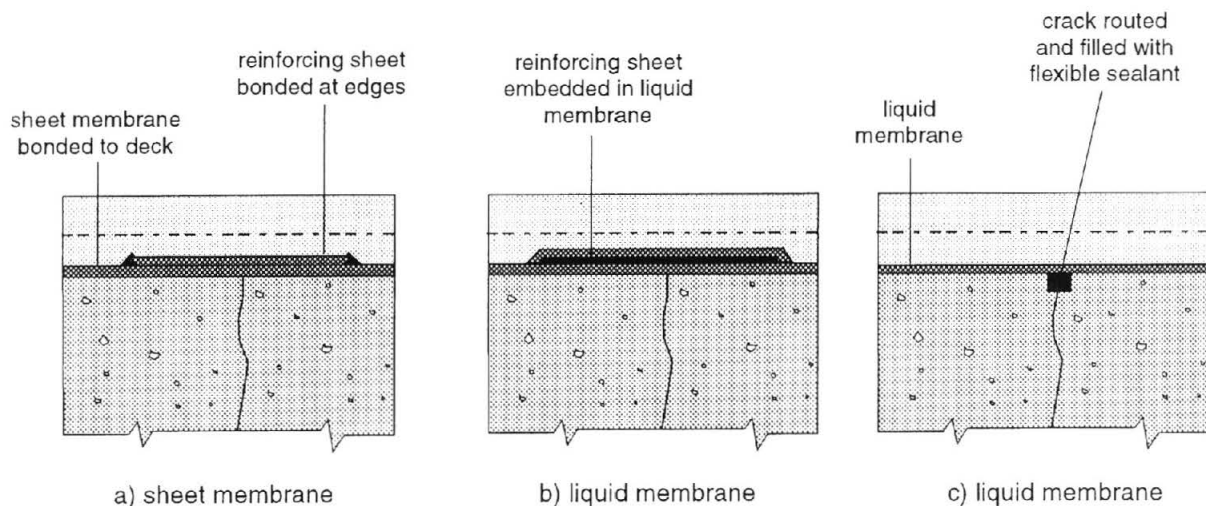 reinforcing sheet
bonded at edges
sheet membrane
bonded to deck
reinforcing sheet
embedded in liquid
membrane
crack routed
and filled with
flexible sealant
liquid
membrane
a) sheet membrane
b) liquid membrane
c) liquid membrane